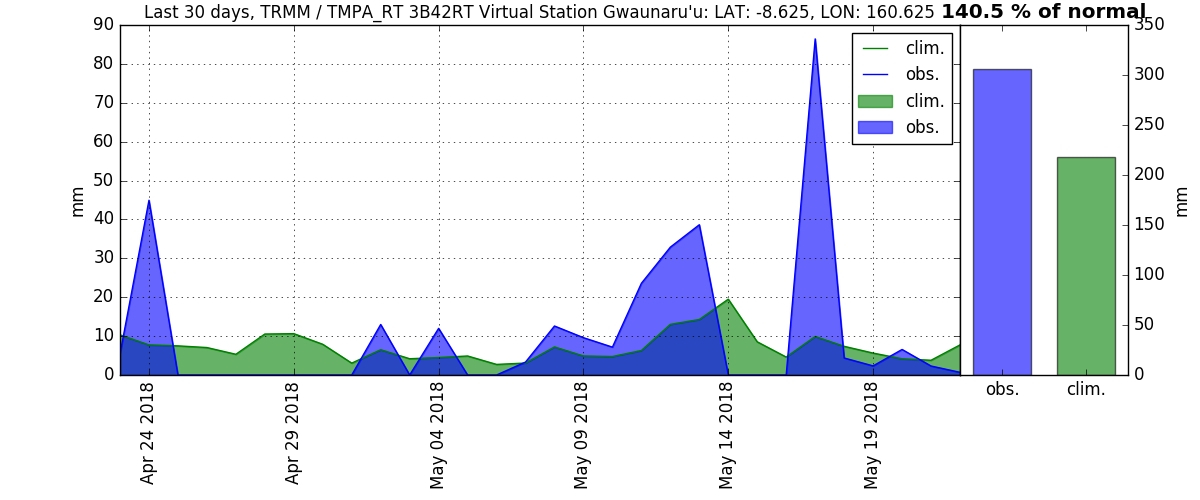 Last 30 days, TRMM / TMPA_RT 3B42RT Virtual Station Gwaunaru'u: LAT: -8.625, LON: 160.625 140.5 % of normal
90
80
70
60
50
40
30
20
10
0
mm
clim.
obs.
clim.
obs.
350
300
250
200
150
100
50
0
mm
obs.
clim.
Apr 24 2018
Apr 29 2018
May 04 2018
May 09 2018
May 14 2018
May 19 2018